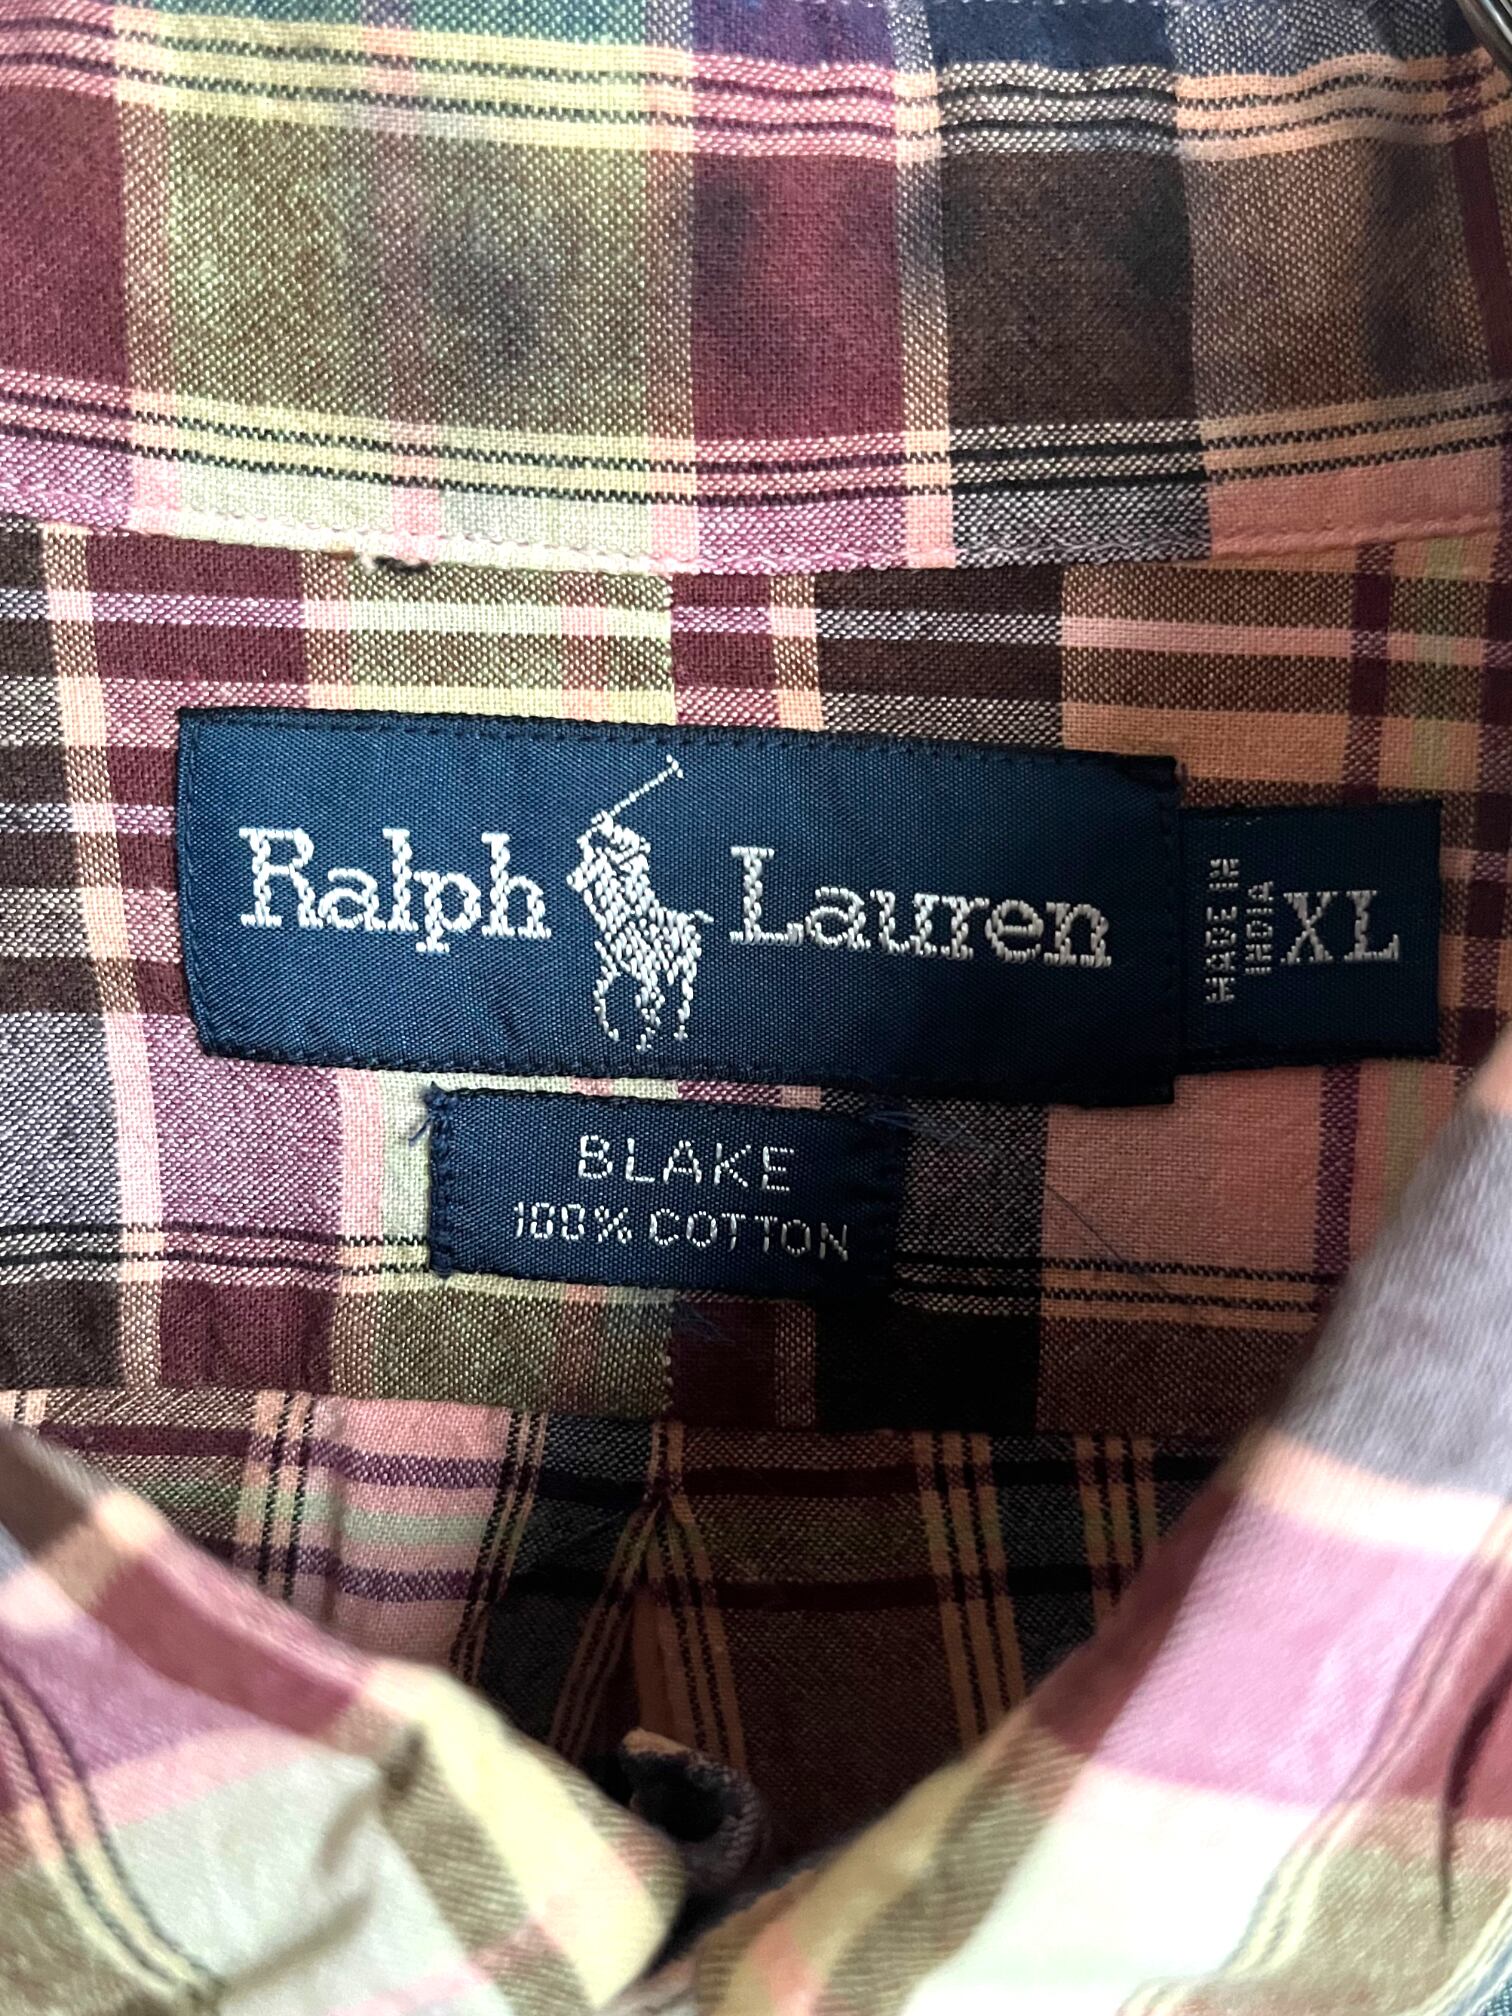 Ralph Lauren
MADE IN
INDIA
XL
BLAKE
100% COTTON